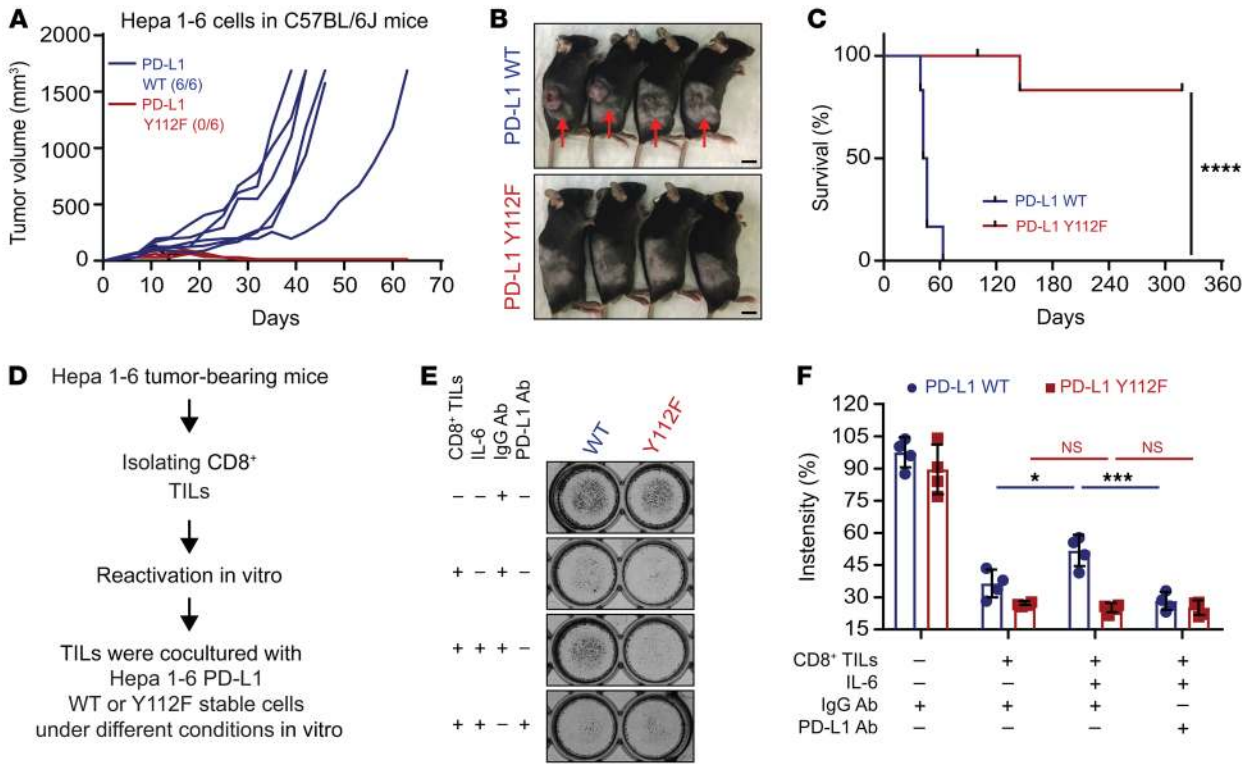 A
Hepa 1-6 cells in C57BL/6J mice
Tumor volume (mm³)
2000
1500
1000
500
0
PD-L1
WT (6/6)
PD-L1
Y112F (0/6)
0 10 20 30 40 50 60 70
Days
B
PD-L1 WT
PD-L1 Y112F
C
Survival (%)
100
50
0
PD-L1 WT
PD-L1 Y112F
****
0 60 120 180 240 300 360
Days
D
Hepa 1-6 tumor-bearing mice
Isolating CD8⁺
TILs
Reactivation in vitro
TILs were cocultured with
Hepa 1-6 PD-L1
WT or Y112F stable cells
under different conditions in vitro
E
CD8⁺ TILs
IL-6
IgG Ab
PD-L1 Ab
WT
Y112F
– – + –
+ – + –
+ + + –
+ + – +
F
PD-L1 WT
PD-L1 Y112F
Instensity (%)
120
105
90
75
60
45
30
15
NS NS
* ***
CD8⁺ TILs – + + +
IL-6 – – + +
IgG Ab + + + –
PD-L1 Ab – – – +